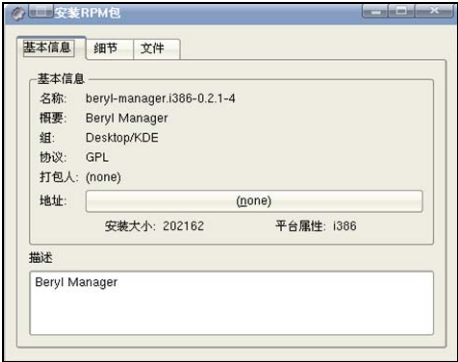 安装RPM包
基本信息 细节 文件
基本信息
名称: beryl-manager.i386-0.2.1-4
概要: Beryl Manager
组: Desktop/KDE
协议: GPL
打包人: (none)
地址: (none)
安装大小: 202162 平台属性: i386
描述
Beryl Manager